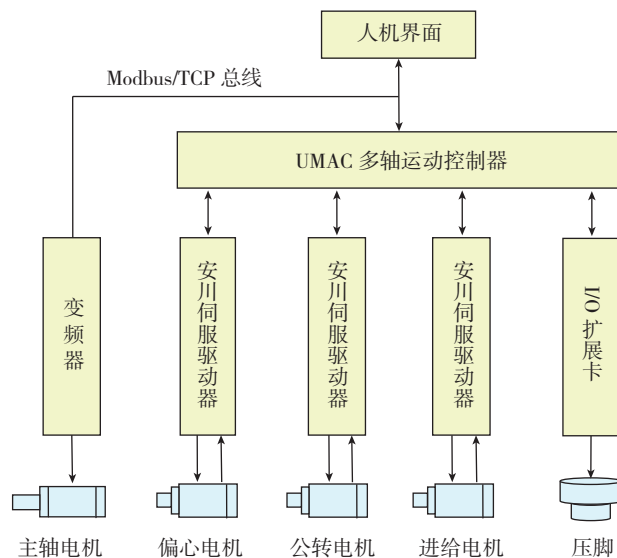 人机界面
Modbus/TCP 总线
UMAC 多轴运动控制器
变频器
安川伺服驱动器
安川伺服驱动器
安川伺服驱动器
I/O 扩展卡
主轴电机
偏心电机
公转电机
进给电机
压脚